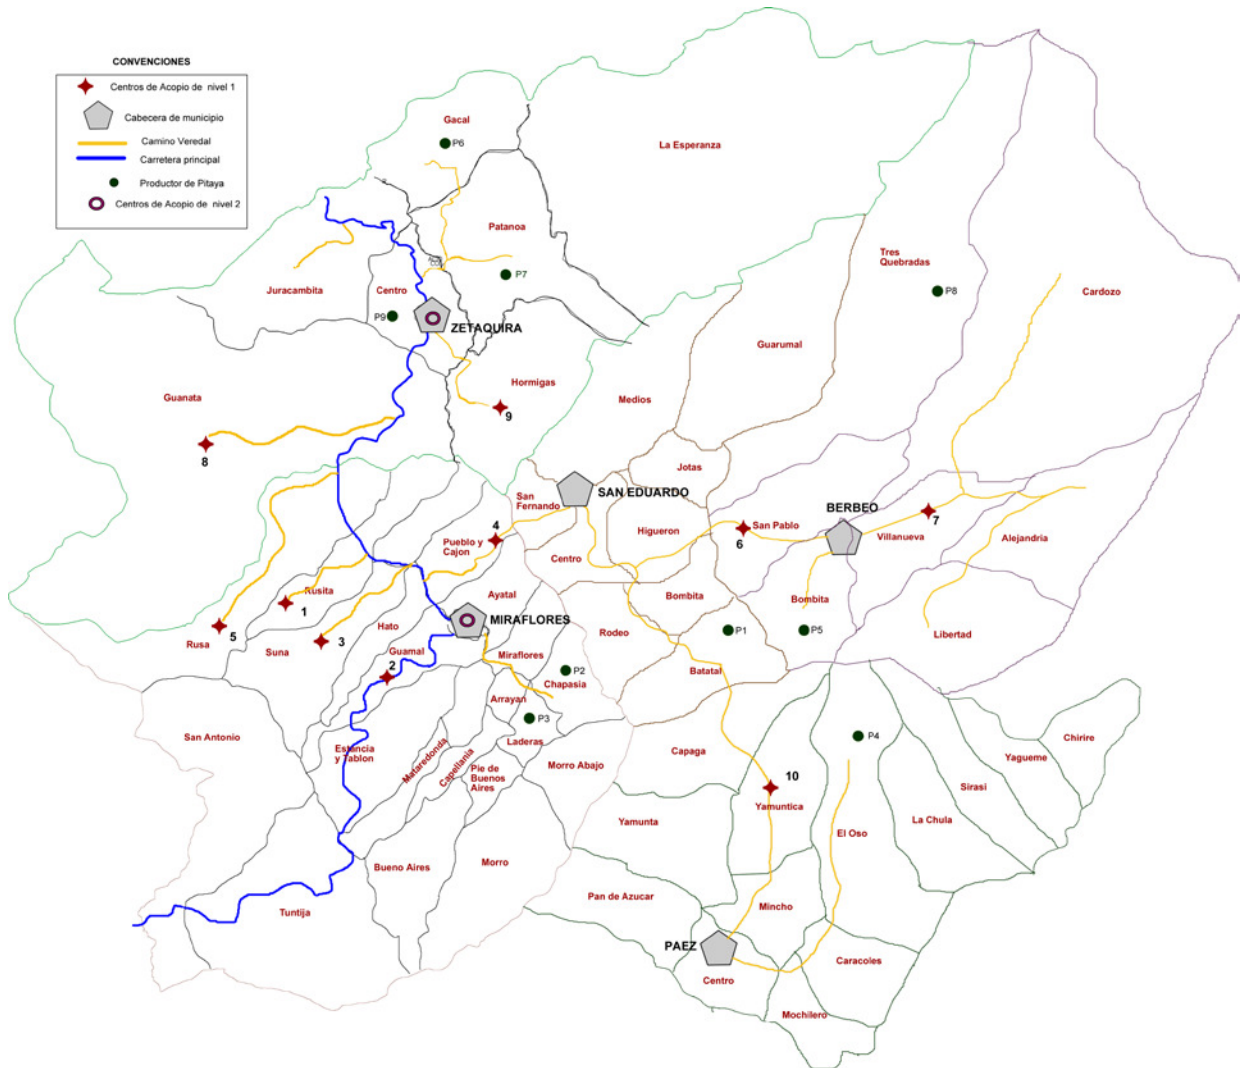 CONVENCIONES
Centros de Acopio de nivel 1
Cabecera de municipio
Camino Veredal
Carretera principal
Productor de Pitaya
Centros de Acopio de nivel 2
Gacal
P6
La Esperanza
Patanoa
P7
Juracambita
Centro
P9
ZETAQUIRA
Tres
Quebradas
P8
Cardozo
Guarumal
Guanata
Hormigas
9
Medios
8
Jotas
San
Fernando
SAN EDUARDO
4
Pueblo y
Cajon
Higueron
6
San Pablo
BERBEO
7
Villanueva
Alejandria
Centro
Rusita
1
Ayatal
Bombita
Bombita
MIRAFLORES
5
Rusa
3
Suna
Hato
Guamal
2
Rodeo
P1
P5
Libertad
Miraflores
P2
Chapasia
Batatal
Arrayan
P3
Laderas
San Antonio
Estancia
y Tablon
Mataredonda
Capellania
Pie de
Buenos
Aires
Morro Abajo
Capaga
P4
Chirire
Yagueme
Sirasi
10
Yamuntica
Yamunta
El Oso
La Chula
Bueno Aires
Morro
Pan de Azucar
Mincho
Tuntija
PAEZ
Centro
Caracoles
Mochilero